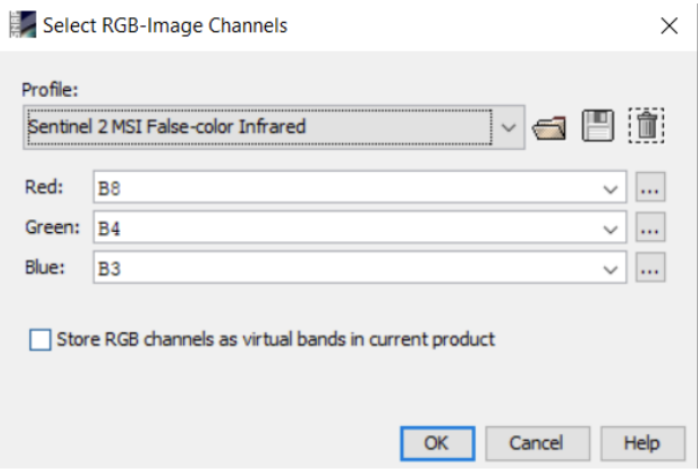 Select RGB-Image Channels
Profile:
Sentinel 2 MSI False-color Infrared
Red: B8 ...
Green: B4 ...
Blue: B3 ...
Store RGB channels as virtual bands in current product
OK Cancel Help